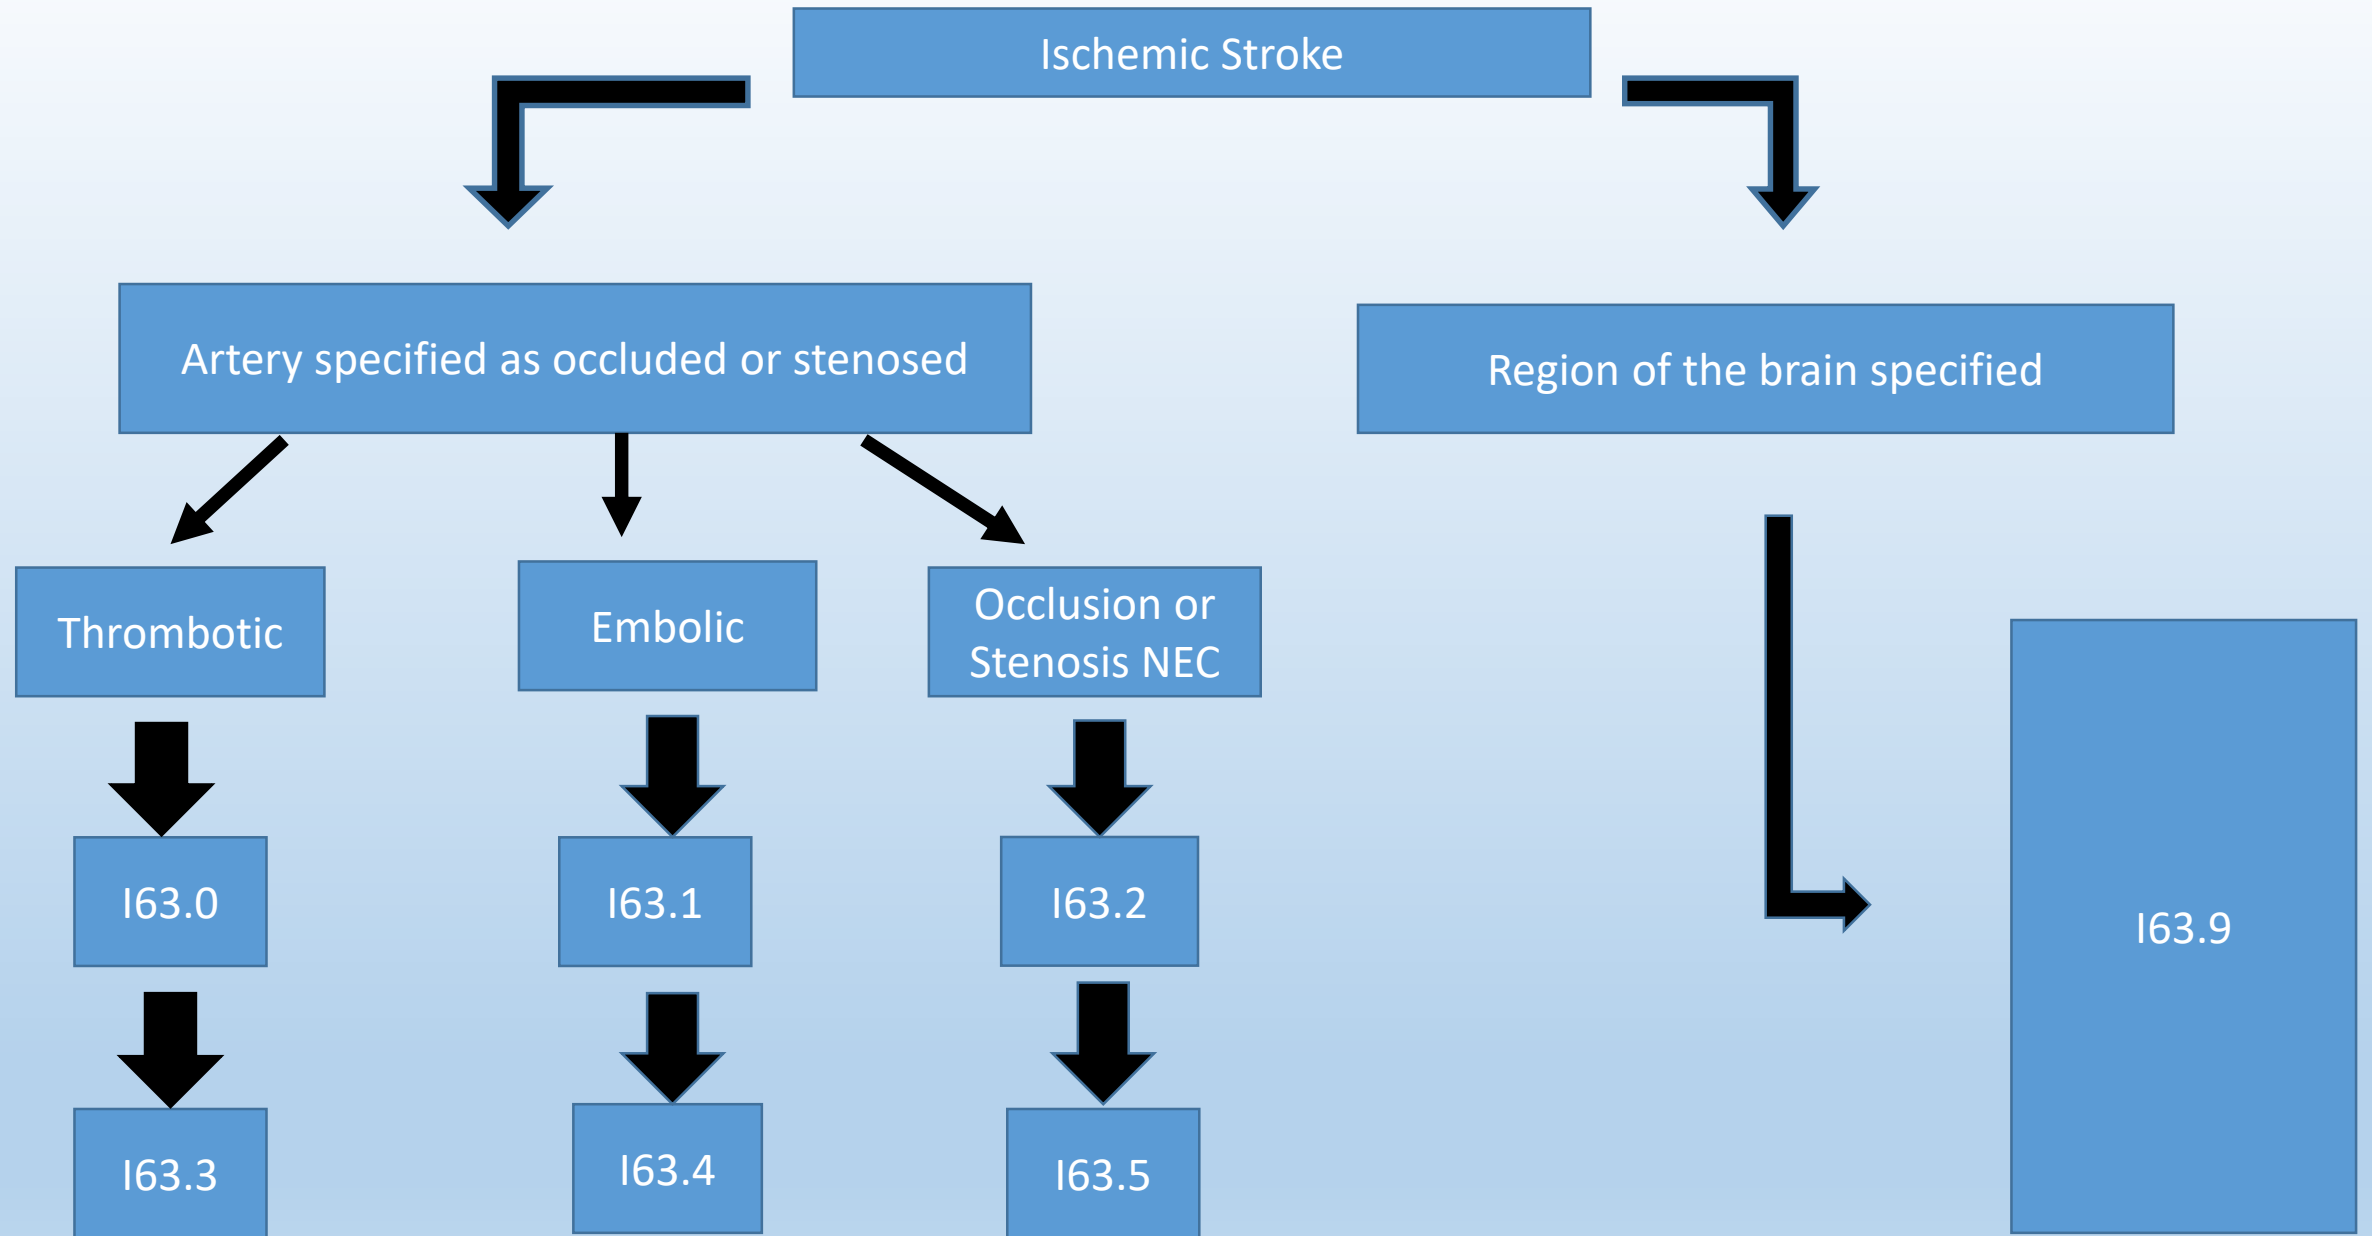 Ischemic Stroke
Artery specified as occluded or stenosed
Region of the brain specified
Thrombotic
Embolic
Occlusion or
Stenosis NEC
I63.0
I63.1
I63.2
I63.9
I63.3
I63.4
I63.5